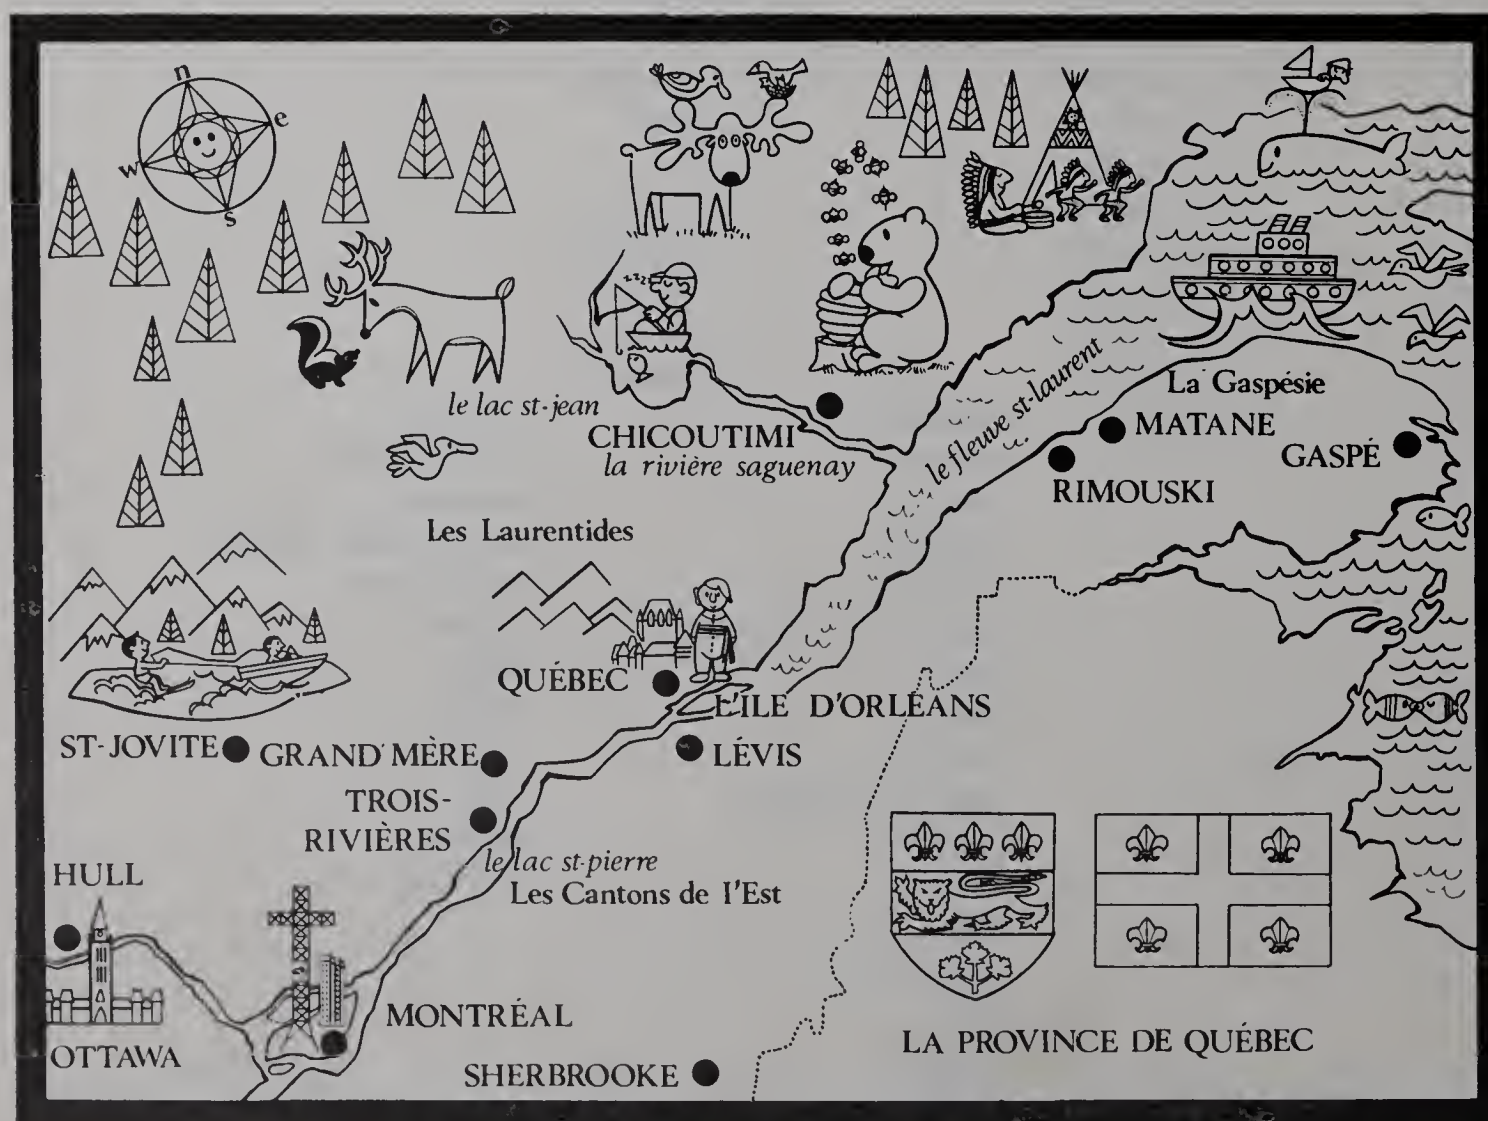 n
e
w
s
zzzz
le lac st-jean
CHICOUTIMI
la rivière saguenay
le fleuve st-laurent
La Gaspésie
MATANE
GASPÉ
RIMOUSKI
Les Laurentides
QUÉBEC
L'ILE D'ORLÉANS
LÉVIS
ST-JOVITE
GRAND'MÈRE
TROIS-
RIVIÈRES
le lac st-pierre
Les Cantons de l'Est
HULL
OTTAWA
MONTRÉAL
SHERBROOKE
LA PROVINCE DE QUÉBEC